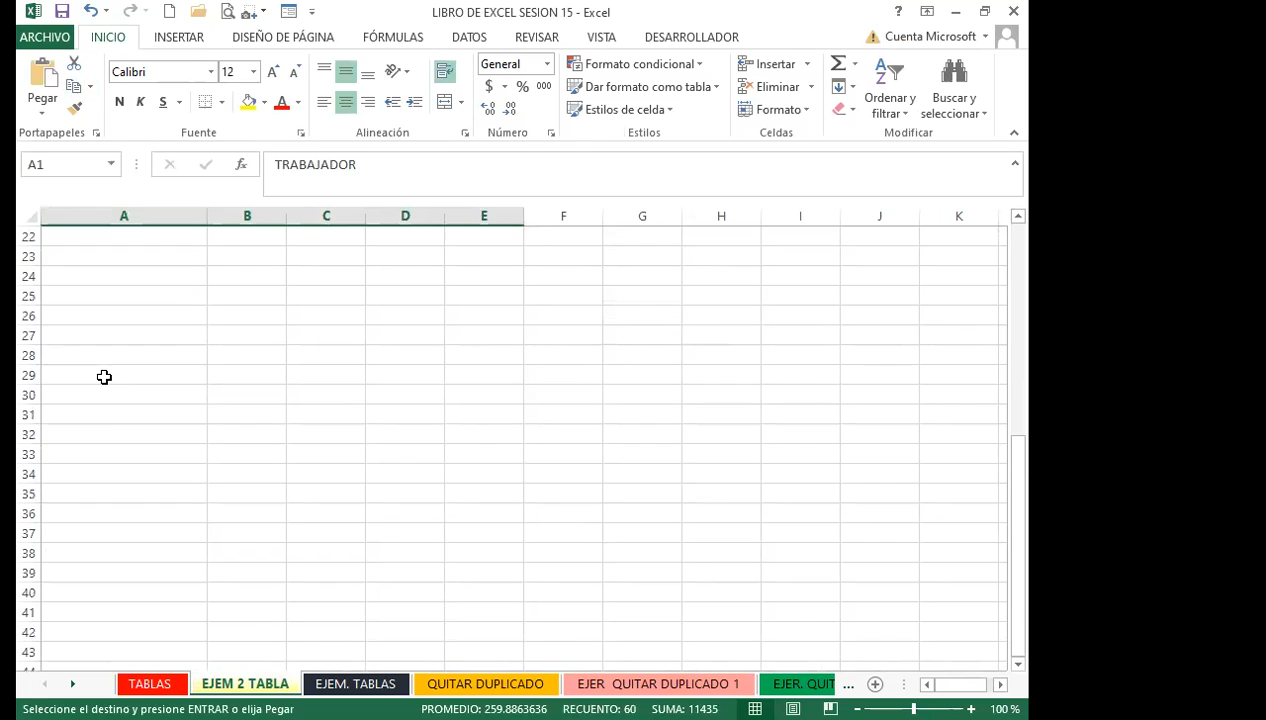 LIBRO DE EXCEL SESION 15 - Excel
?
ARCHIVO INICIO INSERTAR DISEÑO DE PÁGINA FÓRMULAS DATOS REVISAR VISTA DESARROLLADOR Cuenta Microsoft
Pegar
Calibri 12
General
Formato condicional
Insertar
N K S A
$ % 000
Dar formato como tabla
Eliminar
Ordenar y filtrar
Buscar y seleccionar
Estilos de celda
Formato
Portapapeles Fuente Alineación Número Estilos Celdas Modificar
A1 fx TRABAJADOR
A B C D E F G H I J K
22
23
24
25
26
27
28
29
30
31
32
33
34
35
36
37
38
39
40
41
42
43
44
TABLAS EJEM 2 TABLA EJEM. TABLAS QUITAR DUPLICADO EJER QUITAR DUPLICADO 1 EJER. QUIT ...
Seleccione el destino y presione ENTRAR o elija Pegar PROMEDIO: 259.8863636 RECUENTO: 60 SUMA: 11435 100 %